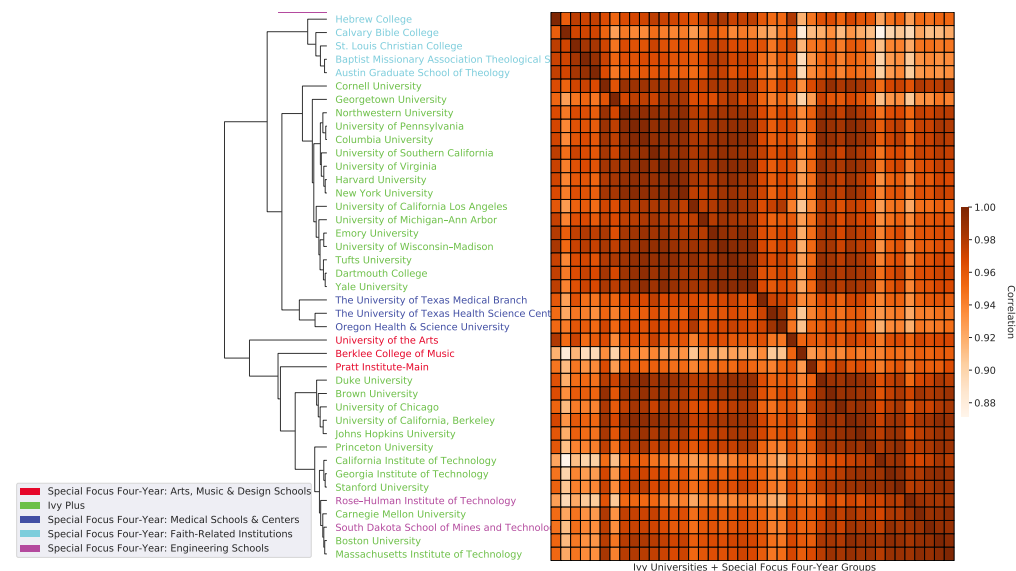 Hebrew College
Calvary Bible College
St. Louis Christian College
Baptist Missionary Association Theological S
Austin Graduate School of Theology
Cornell University
Georgetown University
Northwestern University
University of Pennsylvania
Columbia University
University of Southern California
University of Virginia
Harvard University
New York University
University of California Los Angeles
University of Michigan–Ann Arbor
Emory University
University of Wisconsin–Madison
Tufts University
Dartmouth College
Yale University
The University of Texas Medical Branch
The University of Texas Health Science Cent
Oregon Health & Science University
University of the Arts
Berklee College of Music
Pratt Institute-Main
Duke University
Brown University
University of Chicago
University of California, Berkeley
Johns Hopkins University
Princeton University
California Institute of Technology
Georgia Institute of Technology
Stanford University
Rose–Hulman Institute of Technology
Carnegie Mellon University
South Dakota School of Mines and Technolo
Boston University
Massachusetts Institute of Technology
Special Focus Four-Year: Arts, Music & Design Schools
Ivy Plus
Special Focus Four-Year: Medical Schools & Centers
Special Focus Four-Year: Faith-Related Institutions
Special Focus Four-Year: Engineering Schools
Ivy Universities + Special Focus Four-Year Groups
1.00
0.98
0.96
0.94
0.92
0.90
0.88
Correlation